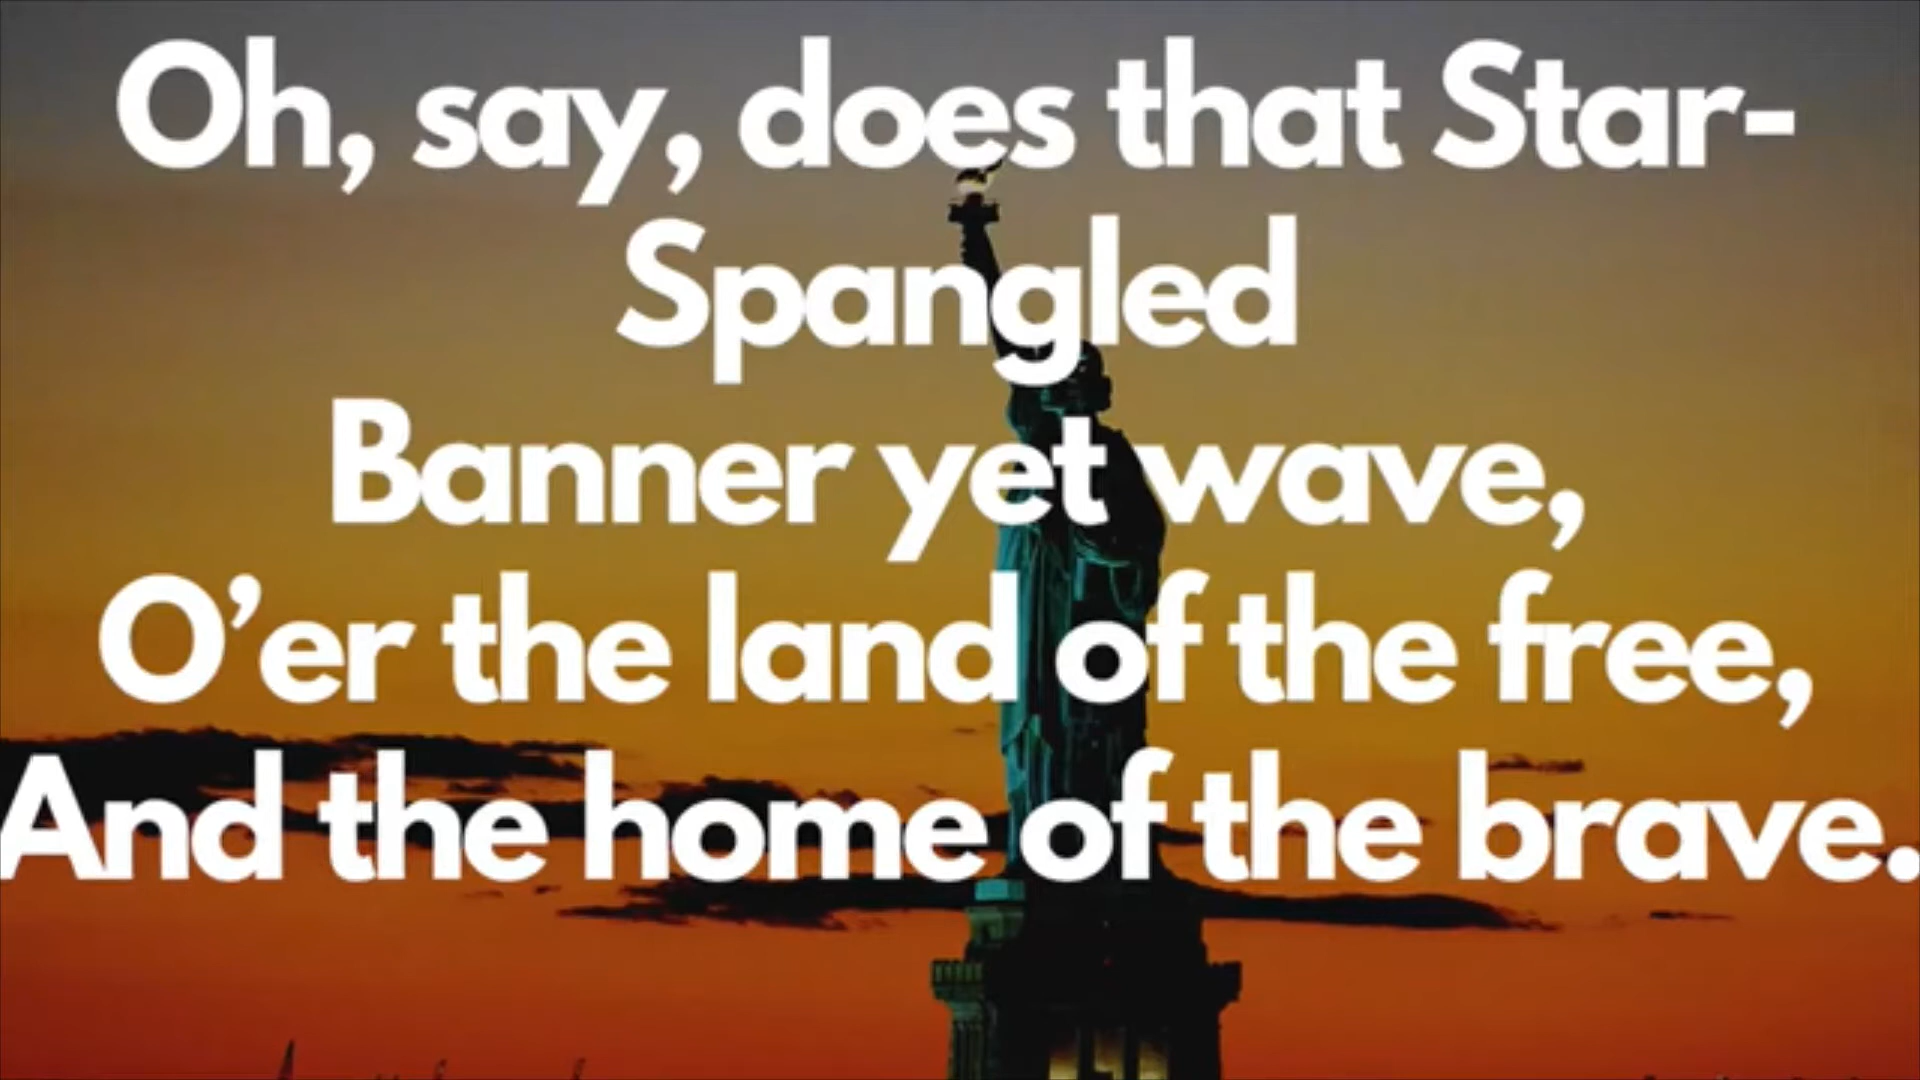 Oh, say, does that Star-
Spangled
Banner yet wave,
O’er the land of the free,
And the home of the brave.